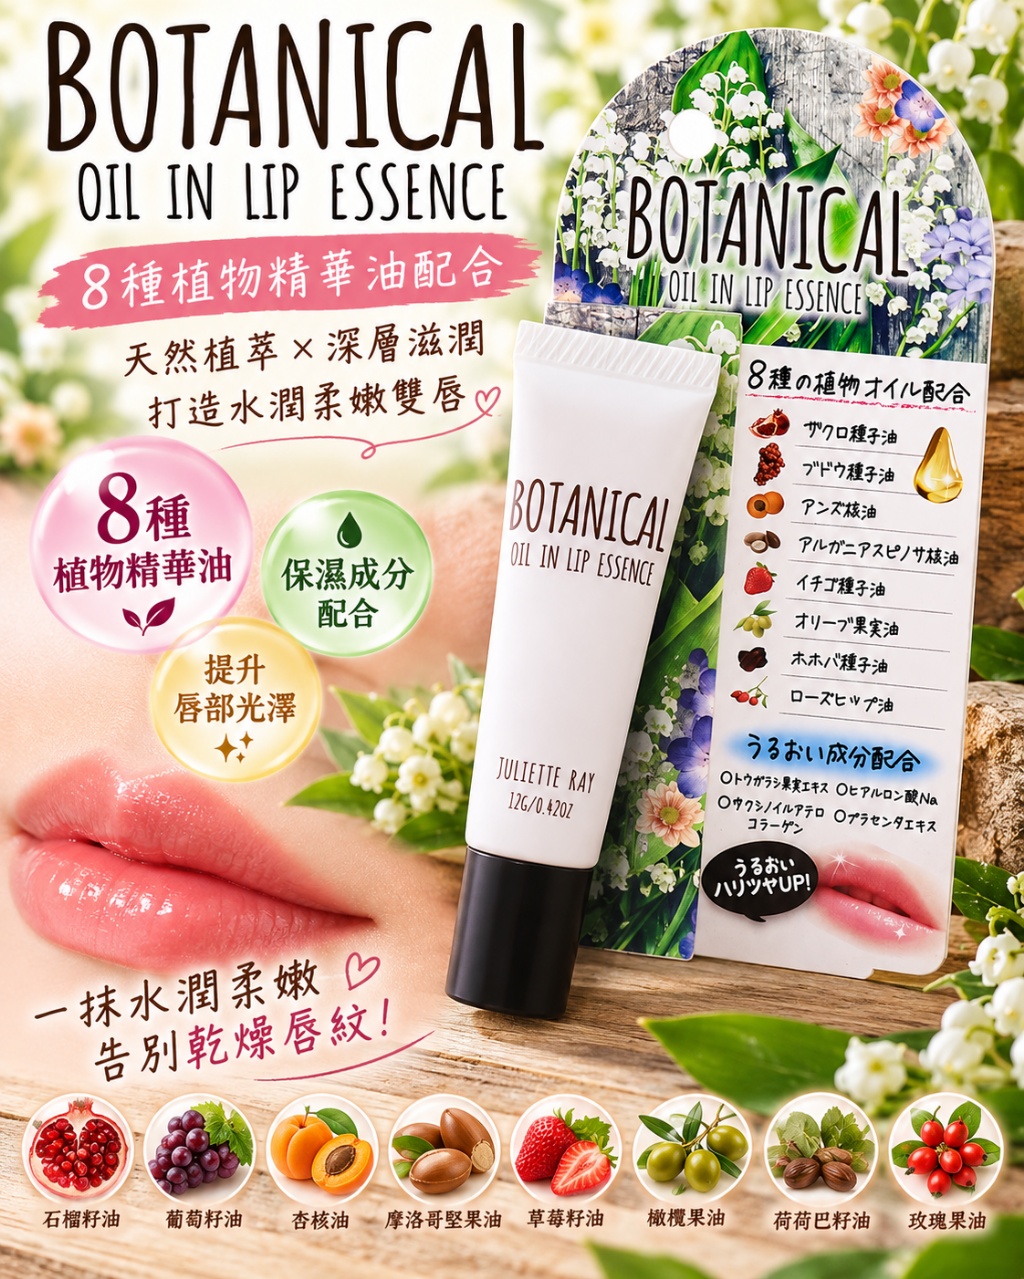 BOTANICAL
OIL IN LIP ESSENCE
8種植物精華油配合
天然植萃×深層滋潤
打造水潤柔嫩雙唇
8種
植物精華油
保濕成分
配合
提升
唇部光澤
BOTANICAL
OIL IN LIP ESSENCE
8種の植物オイル配合
ザクロ種子油
ブドウ種子油
アンズ核油
アルガニアスピノサ核油
イチゴ種子油
オリーブ果実油
ホホバ種子油
ローズヒップ油
うるおい成分配合
○トウガラシ果実エキス ○ヒアルロン酸Na
○サクシノイルアテロ ○プラセンタエキス
コラーゲン
うるおい
ハリツヤUP!
BOTANICAL
OIL IN LIP ESSENCE
JULIETTE RAY
12G/0.42OZ
一抹水潤柔嫩
告別乾燥唇紋!
石榴籽油
葡萄籽油
杏核油
摩洛哥堅果油
草莓籽油
橄欖果油
荷荷巴籽油
玫瑰果油